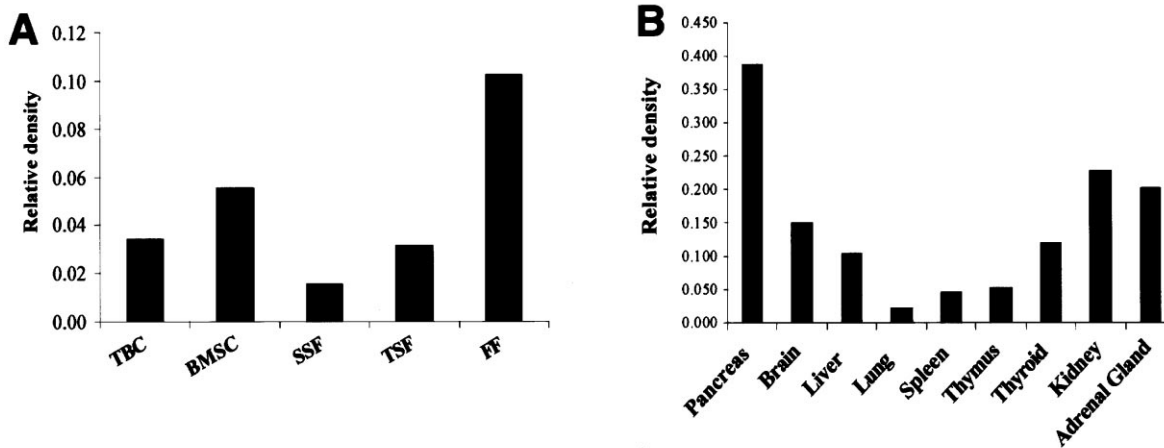 A
Relative density
0.12
0.10
0.08
0.06
0.04
0.02
0.00
TBC
BMSC
SSF
TSF
FF
B
Relative density
0.450
0.400
0.350
0.300
0.250
0.200
0.150
0.100
0.050
0.000
Pancreas
Brain
Liver
Lung
Spleen
Thymus
Thyroid
Kidney
Adrenal Gland